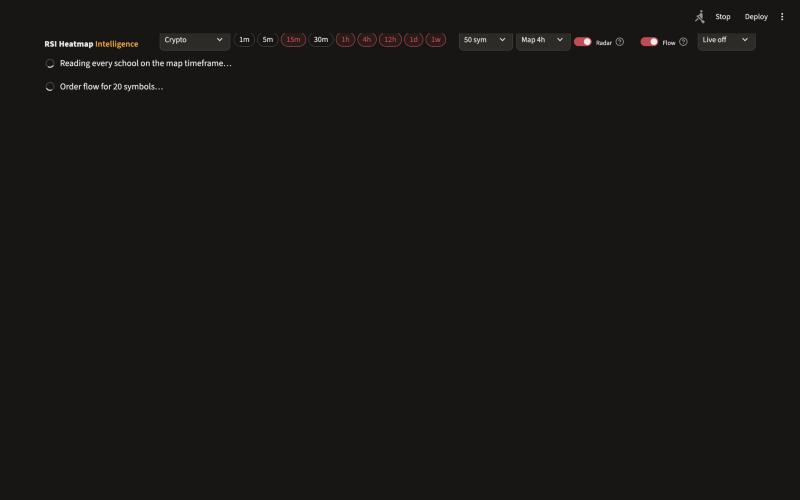 Stop Deploy
RSI Heatmap Intelligence Crypto 1m 5m 15m 30m 1h 4h 12h 1d 1w 50 sym Map 4h Radar Flow Live off
Reading every school on the map timeframe…
Order flow for 20 symbols…